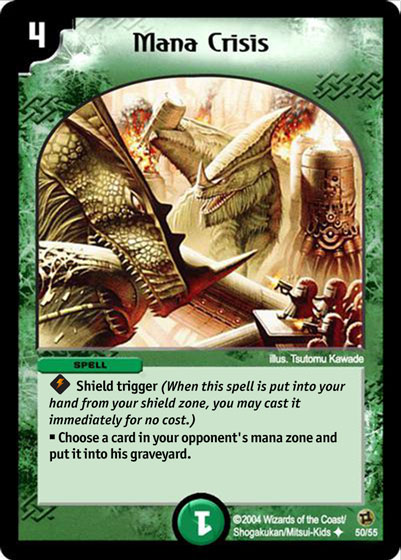 4
Mana Crisis
illus. Tsutomu Kawade
SPELL
Shield trigger (When this spell is put into your
hand from your shield zone, you may cast it
immediately for no cost.)
▪ Choose a card in your opponent's mana zone and
put it into his graveyard.
1
©2004 Wizards of the Coast/
Shogakukan/Mitsui-Kids ✦ 50/55